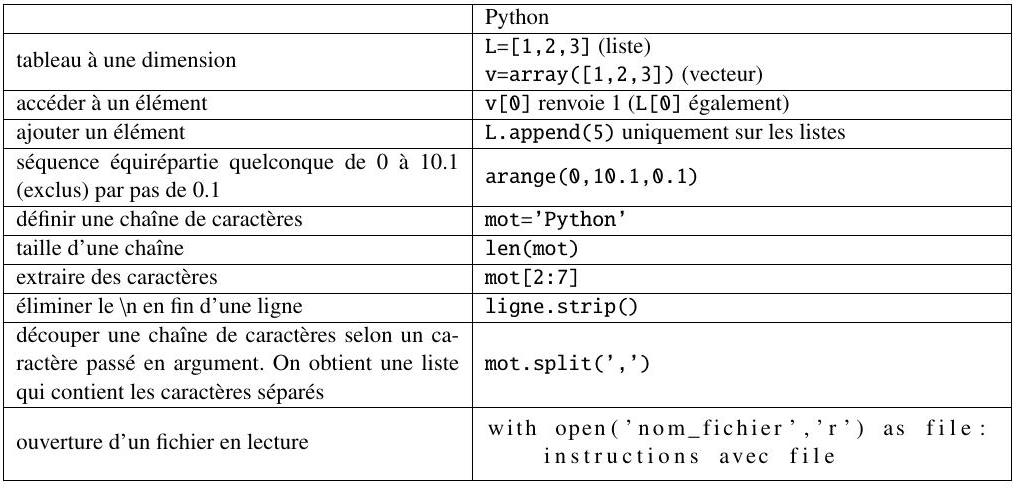 Python
tableau à une dimension
L=[1,2,3] (liste)
v=array([1,2,3]) (vecteur)
accéder à un élément
v[0] renvoie 1 (L[0] également)
ajouter un élément
L.append(5) uniquement sur les listes
séquence équirépartie quelconque de 0 à 10.1
(exclus) par pas de 0.1
arange(0,10.1,0.1)
définir une chaîne de caractères
mot=’Python’
taille d’une chaîne
len(mot)
extraire des caractères
mot[2:7]
éliminer le \n en fin d’une ligne
ligne.strip()
découper une chaîne de caractères selon un ca-
ractère passé en argument. On obtient une liste
qui contient les caractères séparés
mot.split(’,’)
ouverture d’un fichier en lecture
with open(’nom_fichier’,’r’) as file:
instructions avec file